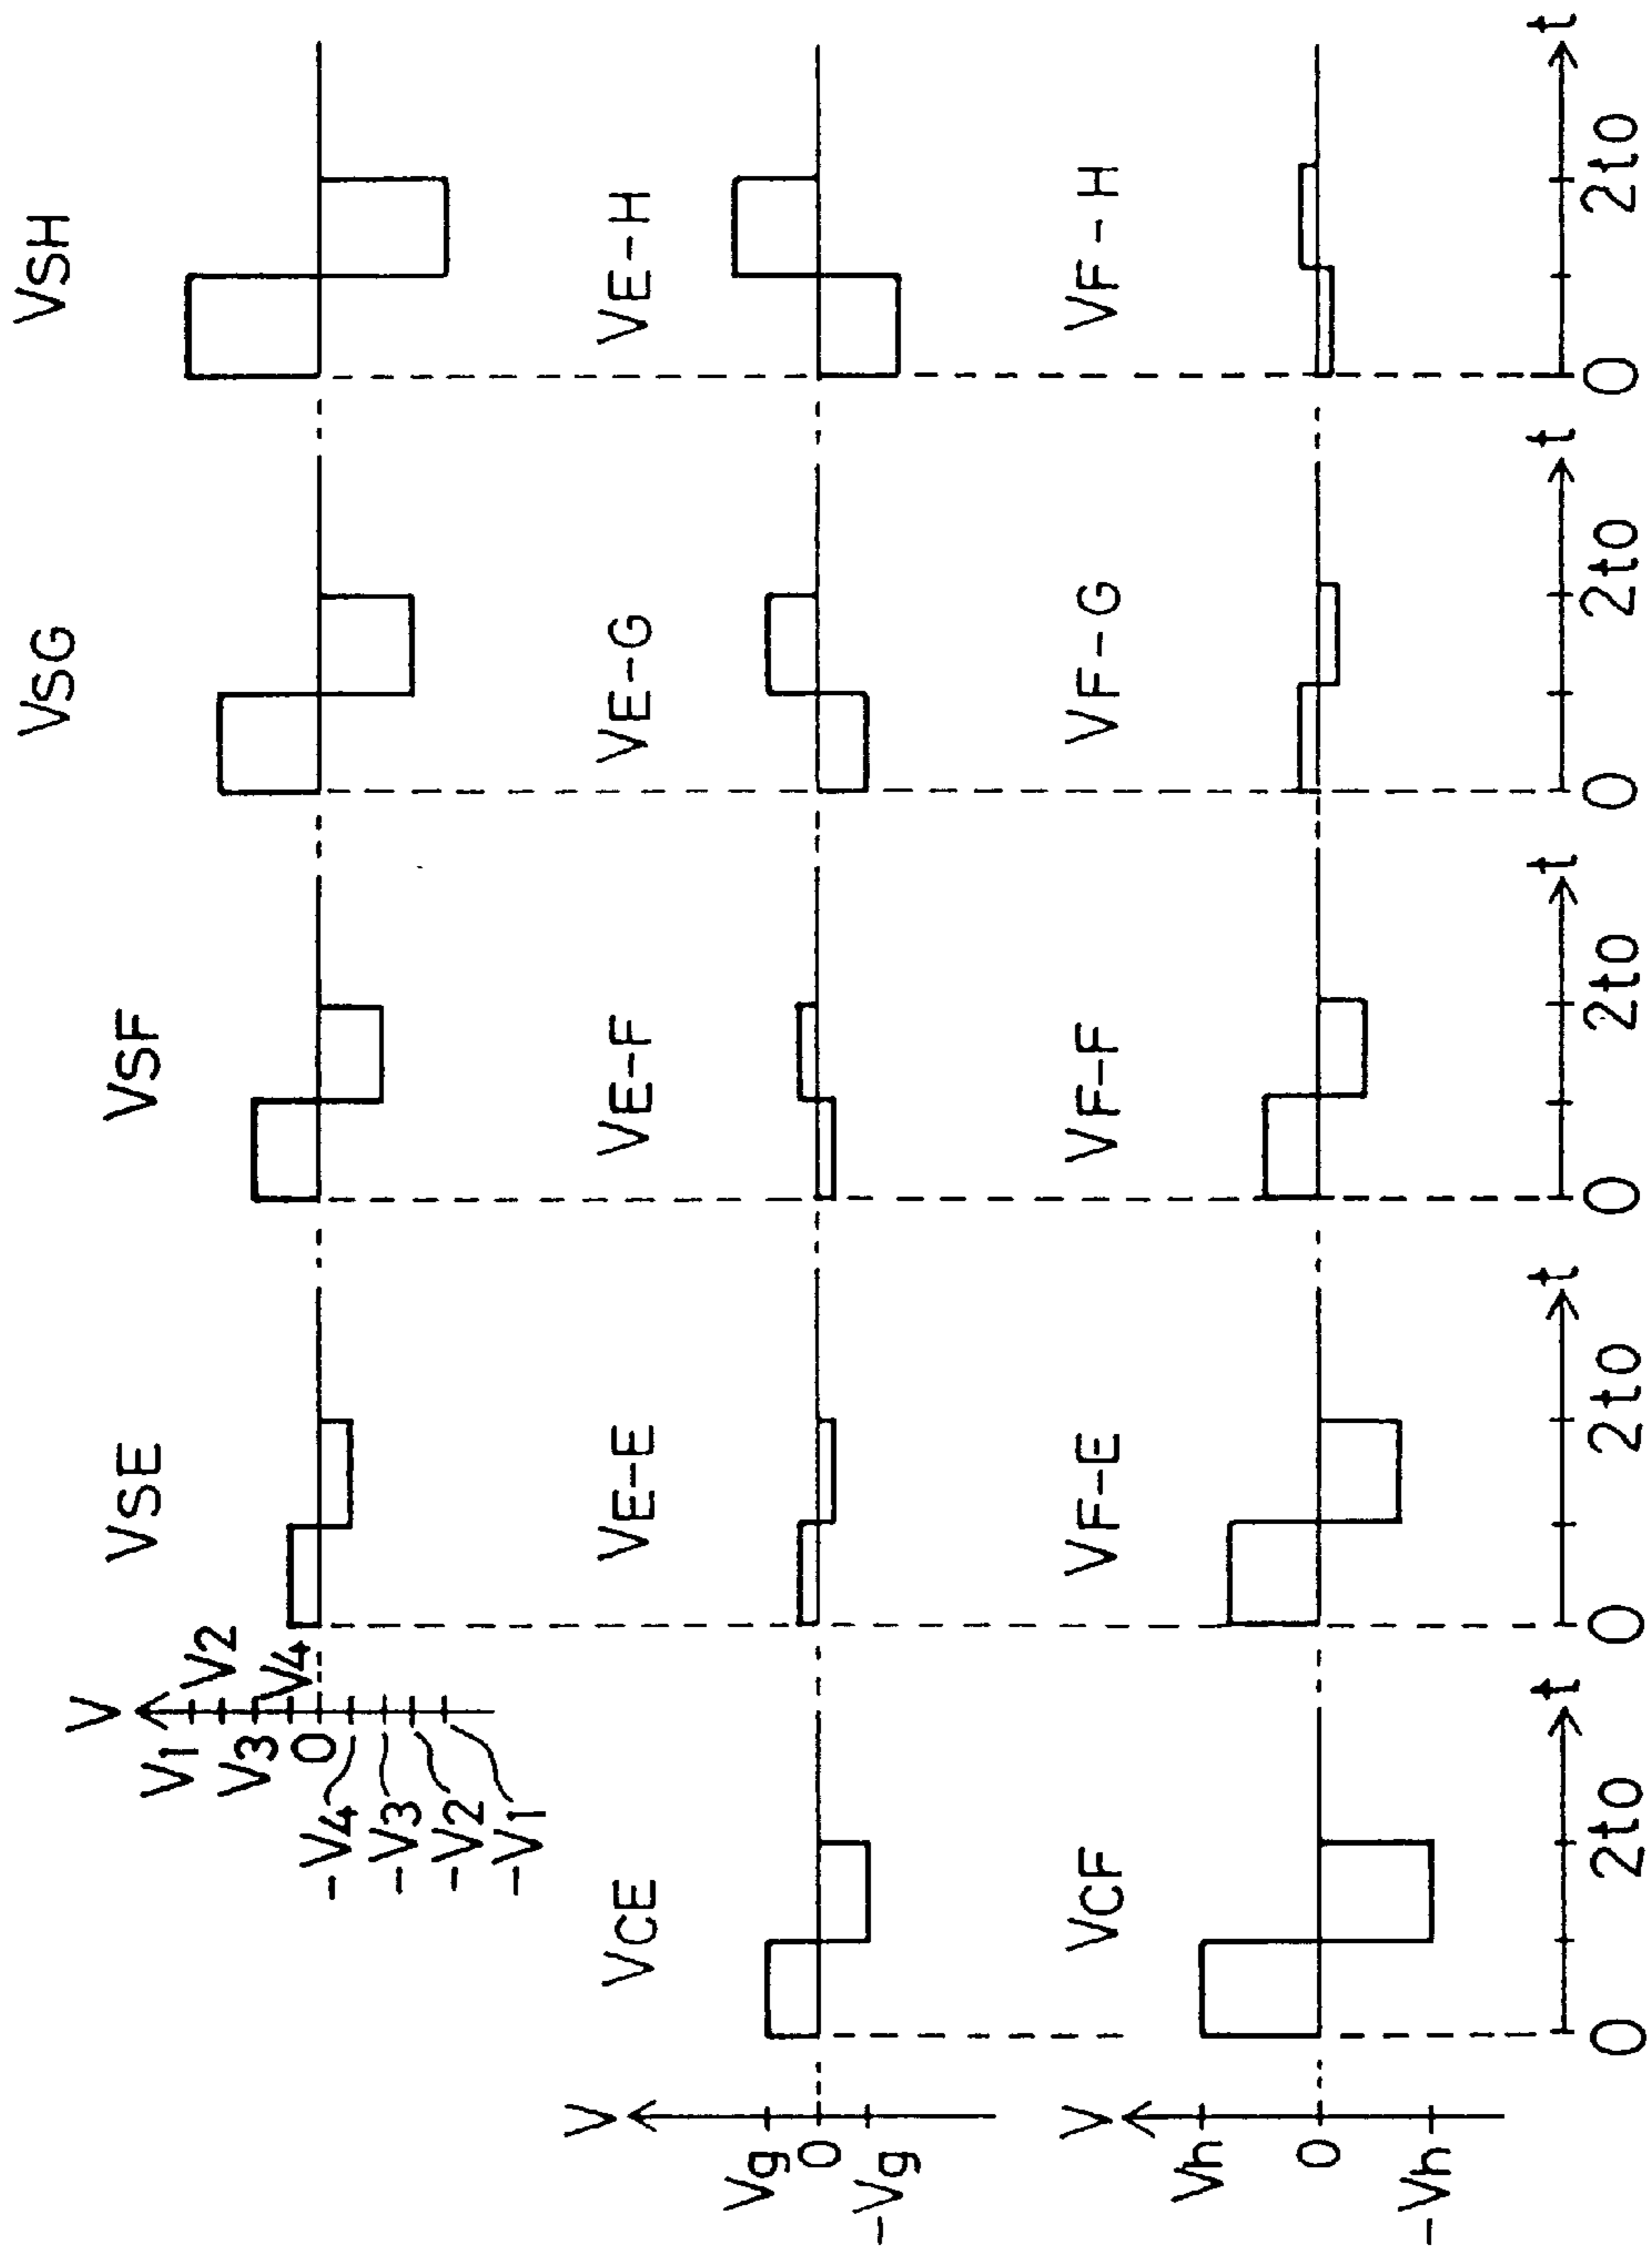 VSE VSF VSG VSH
V
V1
V2
V3
V4
0
-V4
-V3
-V2
-V1
VCE VE-E VE-F VE-G VE-H
V
Vg
0
-Vg
VCF VF-E VF-F VF-G VF-H
V
Vh
0
-Vh
t t t t t
0 2to 0 2to 0 2to 0 2to 0 2to